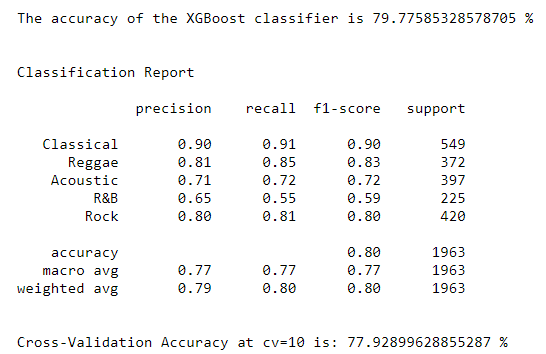 The accuracy of the XGBoost classifier is 79.77585328578705 %
Classification Report
precision recall f1-score support
Classical 0.90 0.91 0.90 549
Reggae 0.81 0.85 0.83 372
Acoustic 0.71 0.72 0.72 397
R&B 0.65 0.55 0.59 225
Rock 0.80 0.81 0.80 420
accuracy 0.80 1963
macro avg 0.77 0.77 0.77 1963
weighted avg 0.79 0.80 0.80 1963
Cross-Validation Accuracy at cv=10 is: 77.92899628855287 %